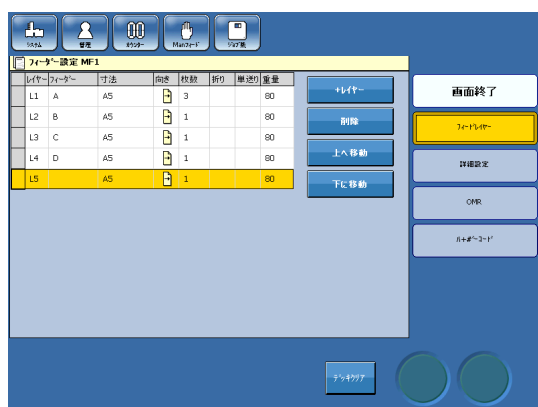 システム 管理 カウンター Manフィード ジョブ層
フィーダー設定 MF1
レイヤー フィーダー 寸法 向き 枚数 折り 単送り 重量
L1 A A5 3 80
L2 B A5 1 80
L3 C A5 1 80
L4 D A5 1 80
L5 A5 1 80
+レイヤー
削除
上へ移動
下に移動
画面終了
フィードレイヤー
詳細設定
OMR
バーコード
デッキクリア